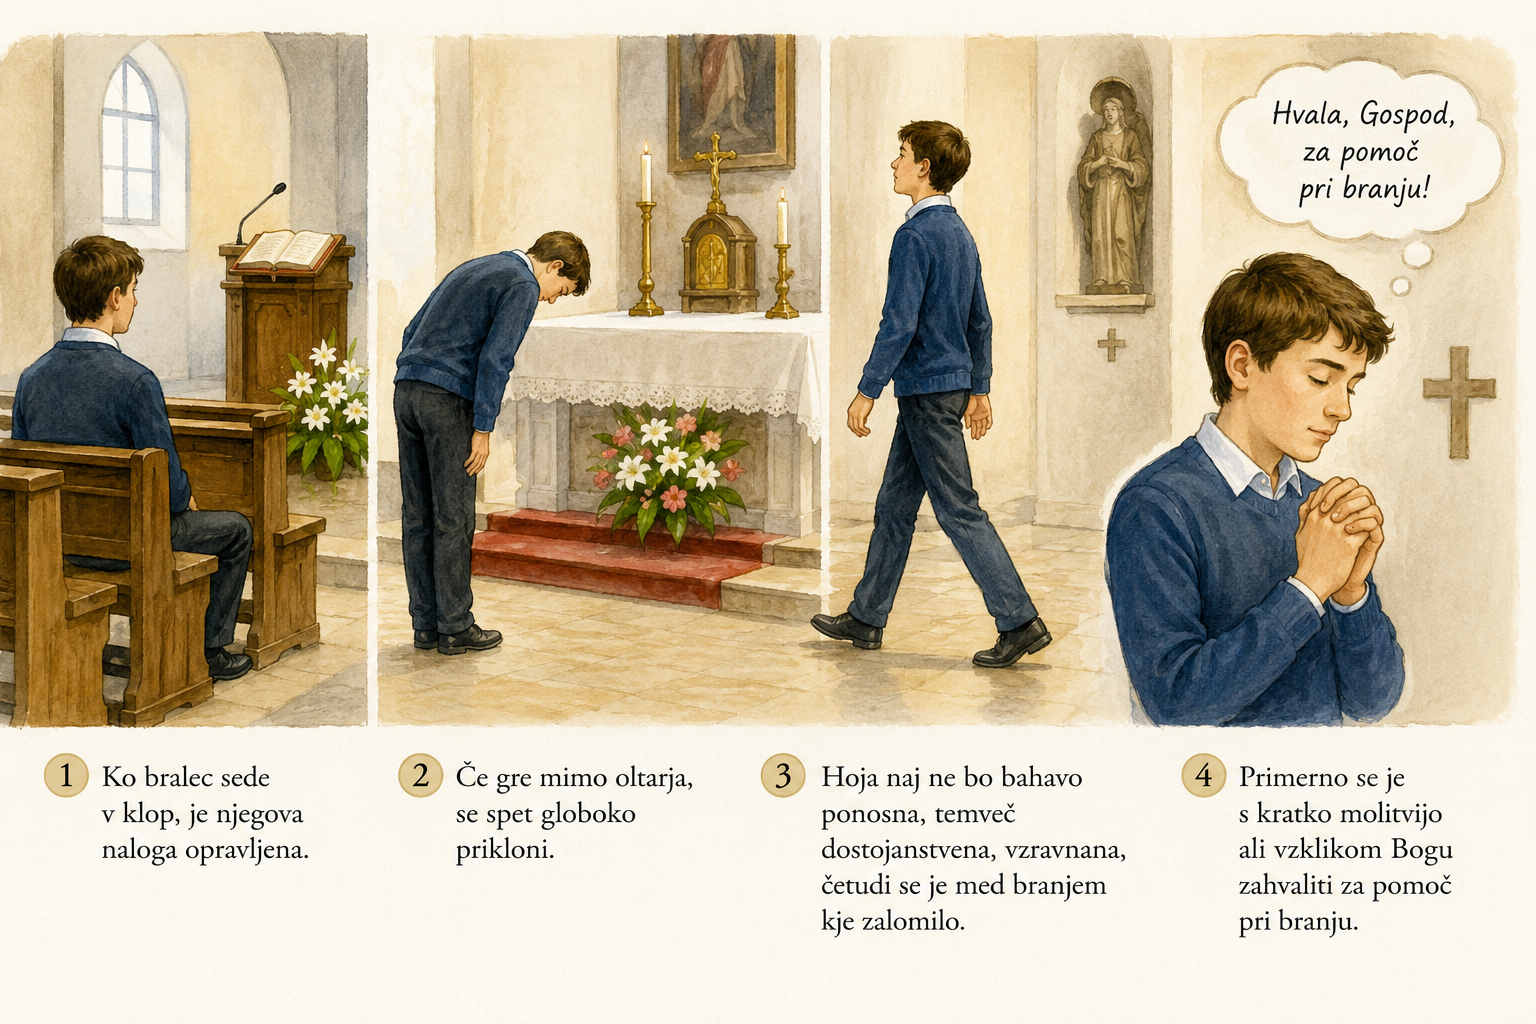 Hvala, Gospod,
za pomoč
pri branju!
1 Ko bralec sede
v klop, je njegova
naloga opravljena.
2 Če gre mimo oltarja,
se spet globoko
prikloni.
3 Hoja naj ne bo bahavo
ponosna, temveč
dostojanstvena, vzravnana,
četudi se je med branjem
kje zalomilo.
4 Primerno se je
s kratko molitvijo
ali vzklikom Bogu
zahvaliti za pomoč
pri branju.